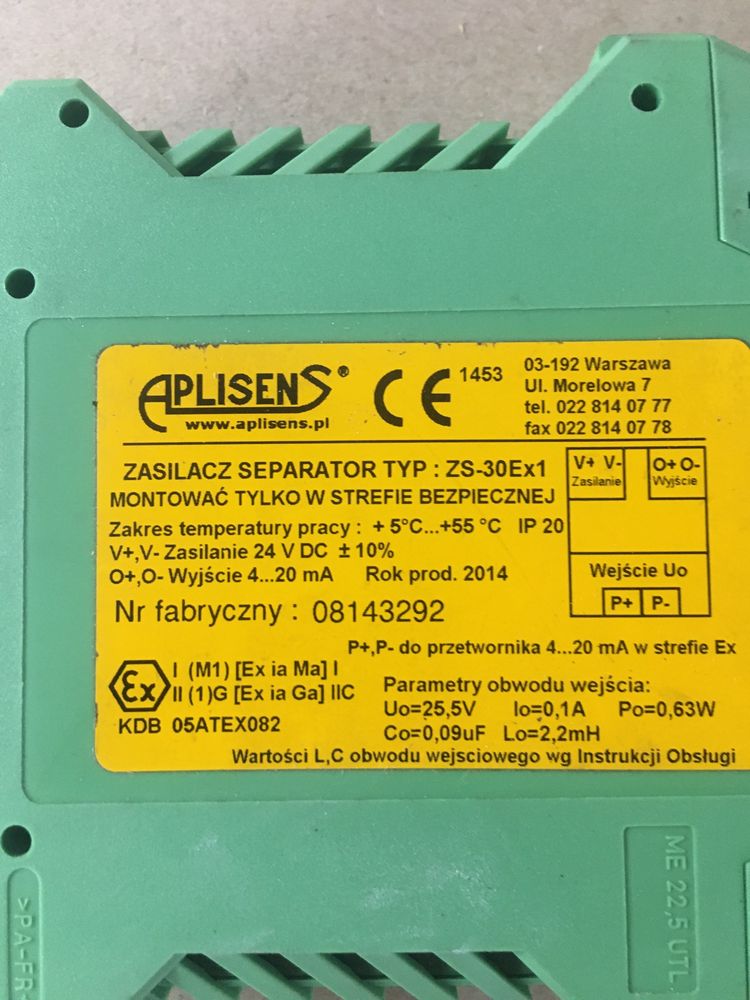 APLISENS®
www.aplisens.pl
CE 1453
03-192 Warszawa
Ul. Morelowa 7
tel. 022 814 07 77
fax 022 814 07 78
ZASILACZ SEPARATOR TYP : ZS-30Ex1
MONTOWAĆ TYLKO W STREFIE BEZPIECZNEJ
Zakres temperatury pracy : + 5°C...+55 °C IP 20
V+,V- Zasilanie 24 V DC ± 10%
O+,O- Wyjście 4...20 mA Rok prod. 2014
Nr fabryczny : 08143292
V+ V- O+ O-
Zasilanie Wyjście
Wejście Uo
P+ P-
P+,P- do przetwornika 4...20 mA w strefie Ex
Ex
I (M1) [Ex ia Ma] I
II (1)G [Ex ia Ga] IIC
KDB 05ATEX082
Parametry obwodu wejścia:
Uo=25,5V Io=0,1A Po=0,63W
Co=0,09uF Lo=2,2mH
Wartości L,C obwodu wejsciowego wg Instrukcji Obsługi
ME 22,5 UTL
>PA-FR